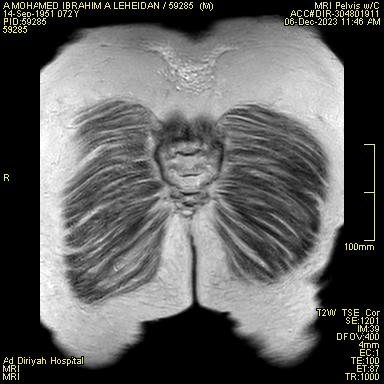 A MOHAMED IBRAHIM A LEHEIDAN / 59285 (M)
14-Sep-1951 072Y
PID:59285
59285
MRI Pelvis w/C
ACC#DIR-304801911
06-Dec-2023 11:46 AM
R
100mm
T2W TSE Cor
SE:1201
IM:39
DFOV:400
4mm
EC:1
TE:100
ET:87
TR:1000
Ad Diriyah Hospital
MRI
MRI